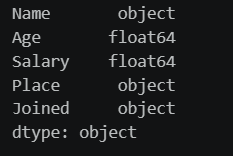 Name object
Age float64
Salary float64
Place object
Joined object
dtype: object